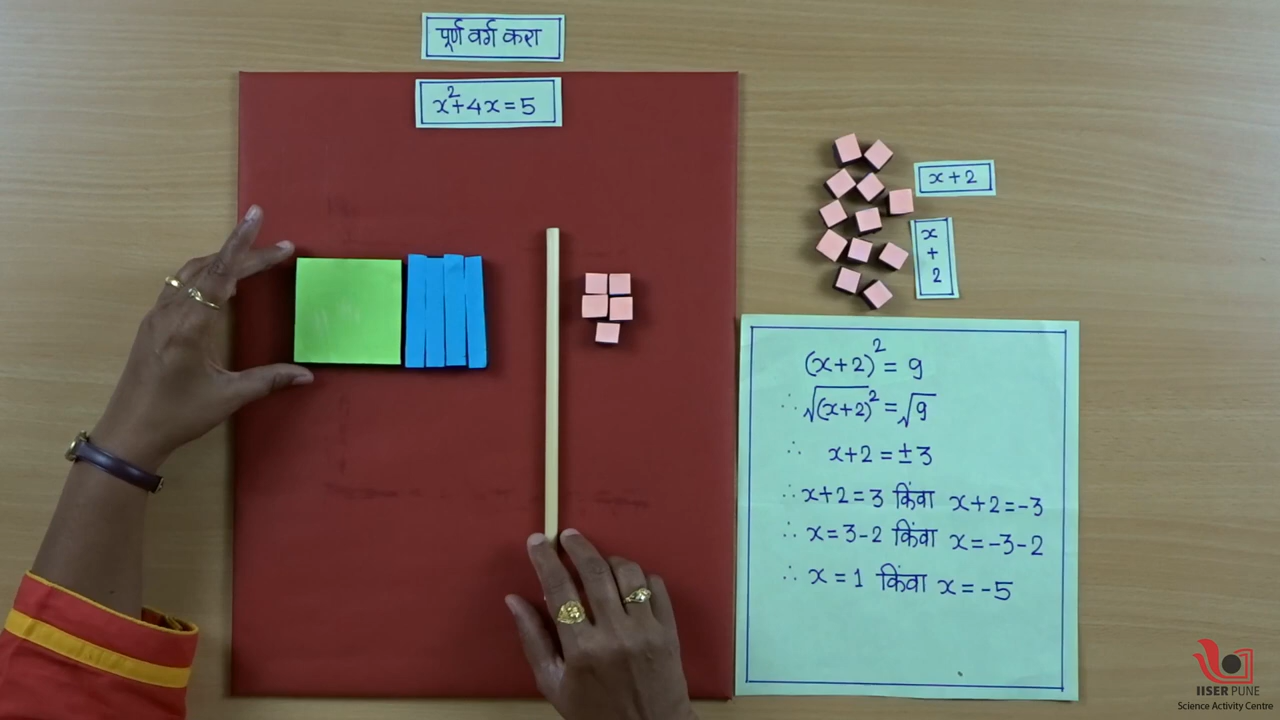 पूर्ण वर्ग करा
x²+4x=5
x+2
x
+
2
(x+2)² = 9
∴ √(x+2)² = √9
∴ x+2 = ±3
∴ x+2 = 3 किंवा x+2=-3
∴ x = 3-2 किंवा x = -3-2
∴ x = 1 किंवा x = -5
IISER PUNE
Science Activity Centre